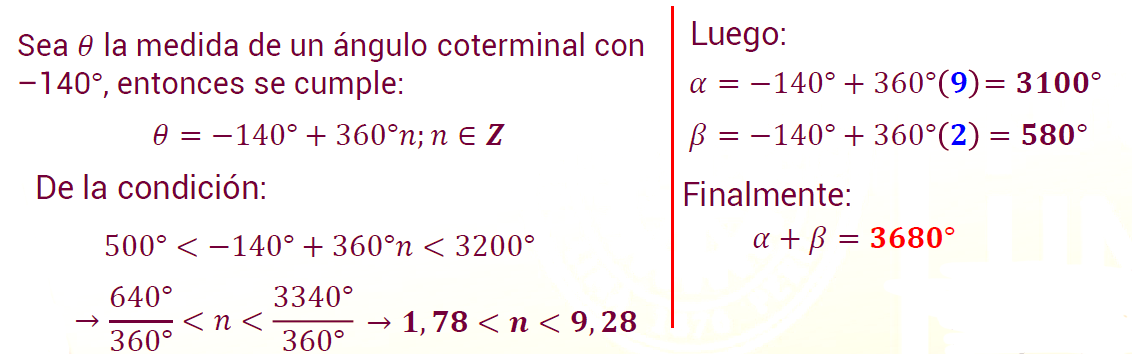 Sea θ la medida de un ángulo coterminal con
−140°, entonces se cumple:
θ = −140° + 360°n; n ∈ Z
De la condición:
500° < −140° + 360°n < 3200°
→ 640°/360° < n < 3340°/360° → 1,78 < n < 9,28
Luego:
α = −140° + 360°(9) = 3100°
β = −140° + 360°(2) = 580°
Finalmente:
α + β = 3680°